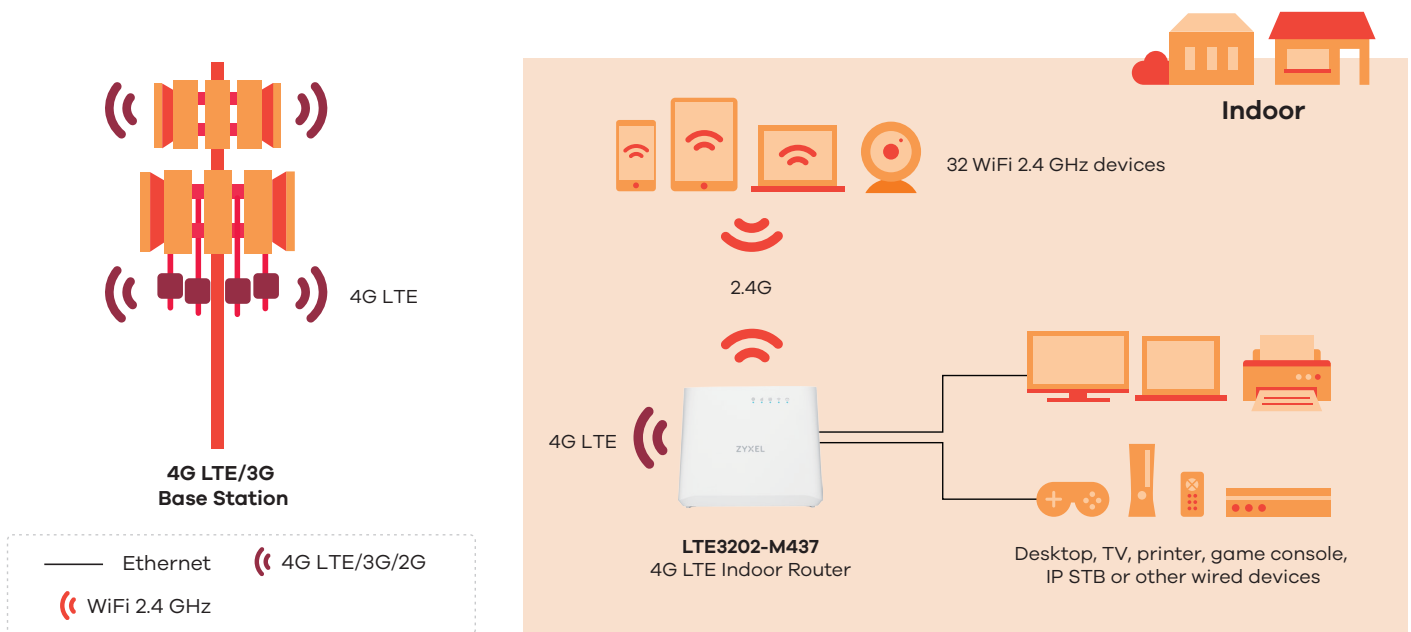 Indoor
32 WiFi 2.4 GHz devices
2.4G
4G LTE
4G LTE
ZYXEL
4G LTE/3G
Base Station
LTE3202-M437
4G LTE Indoor Router
Desktop, TV, printer, game console,
IP STB or other wired devices
Ethernet
4G LTE/3G/2G
WiFi 2.4 GHz